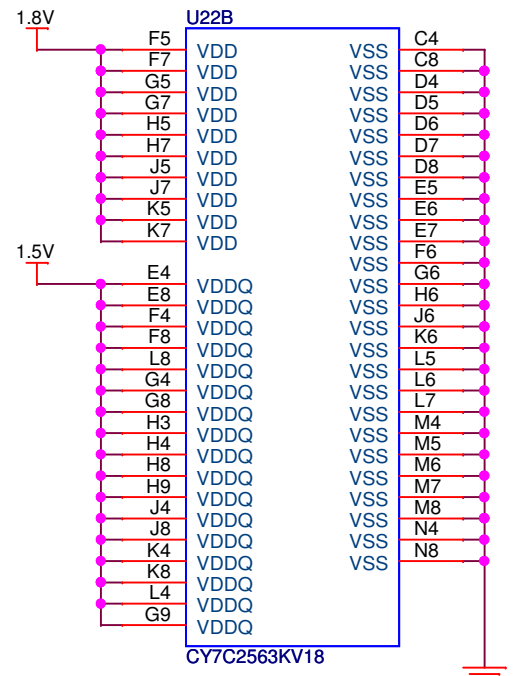 1.8V
U22B
F5 VDD VSS C4
F7 VDD VSS C8
G5 VDD VSS D4
G7 VDD VSS D5
H5 VDD VSS D6
H7 VDD VSS D7
J5 VDD VSS D8
J7 VDD VSS E5
K5 VDD VSS E6
K7 VDD VSS E7
VSS F6
1.5V
E4 VDDQ VSS G6
E8 VDDQ VSS H6
F4 VDDQ VSS J6
F8 VDDQ VSS K6
L8 VDDQ VSS L5
G4 VDDQ VSS L6
G8 VDDQ VSS L7
H3 VDDQ VSS M4
H4 VDDQ VSS M5
H8 VDDQ VSS M6
H9 VDDQ VSS M7
J4 VDDQ VSS M8
J8 VDDQ VSS N4
K4 VDDQ VSS N8
K8 VDDQ
L4 VDDQ
G9 VDDQ
CY7C2563KV18